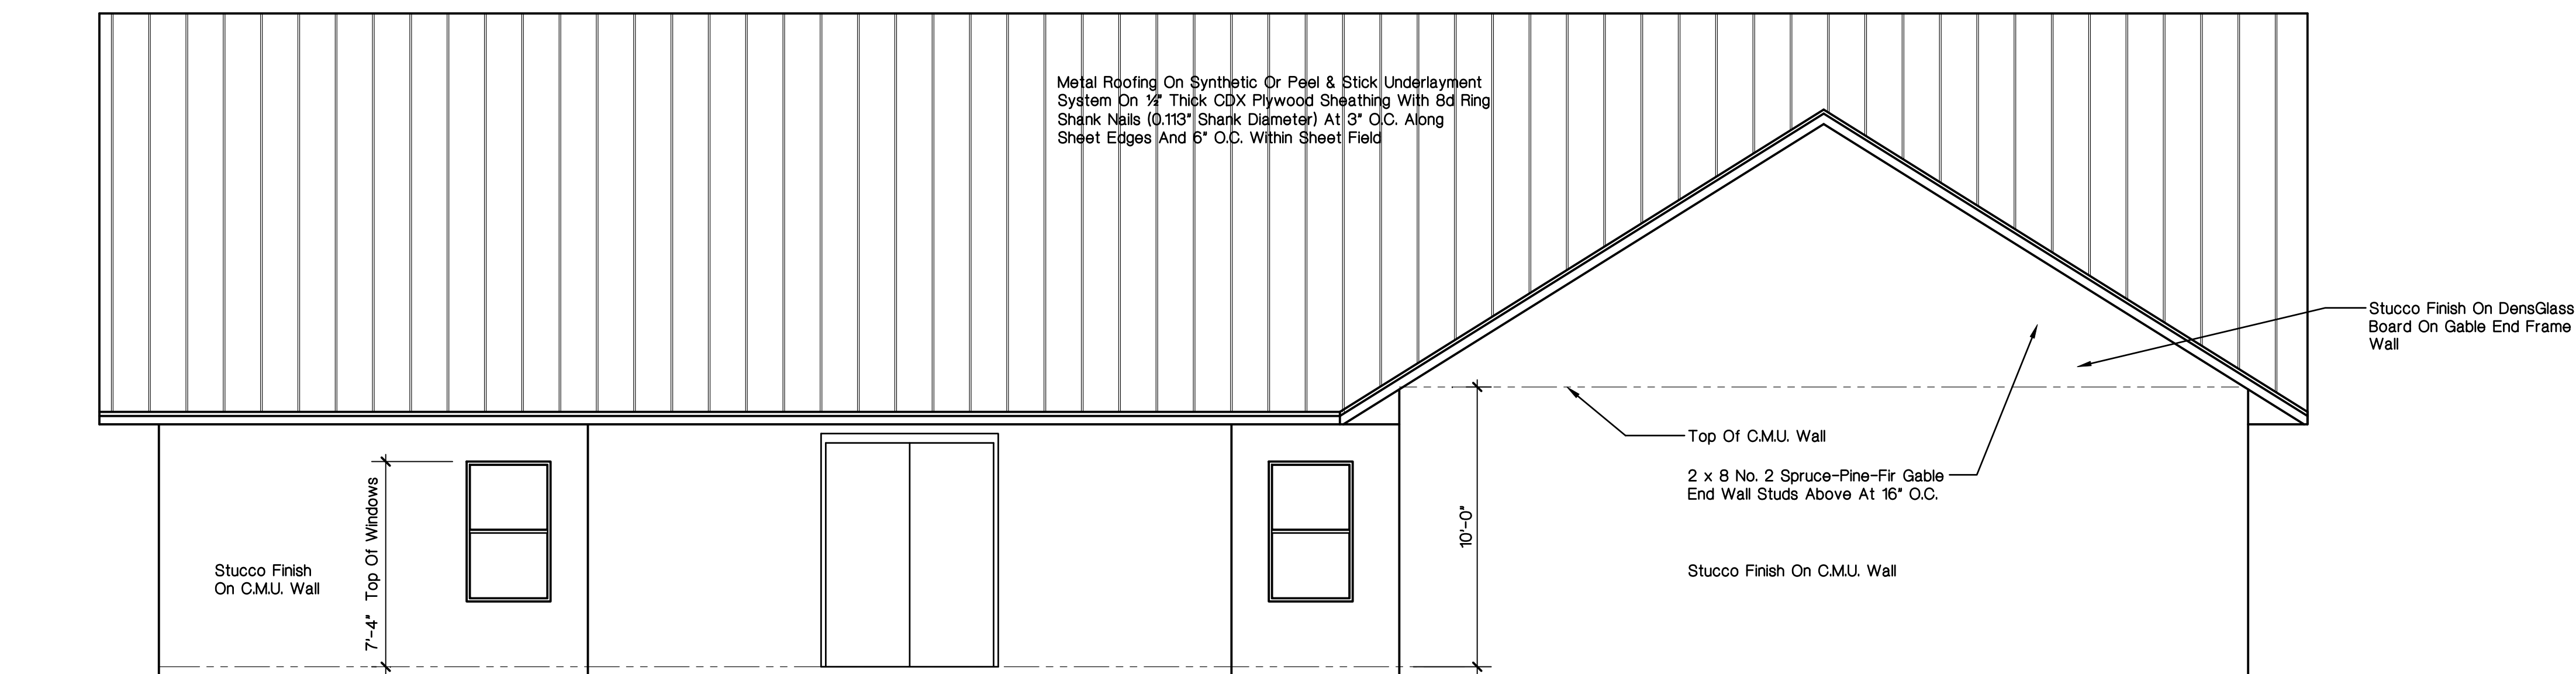 Metal Roofing On Synthetic Or Peel & Stick Underlayment
System On ½" Thick CDX Plywood Sheathing With 8d Ring
Shank Nails (0.113" Shank Diameter) At 3" O.C. Along
Sheet Edges And 6" O.C. Within Sheet Field
Stucco Finish On DensGlass
Board On Gable End Frame
Wall
Top Of C.M.U. Wall
2 x 8 No. 2 Spruce-Pine-Fir Gable
End Wall Studs Above At 16" O.C.
7'-4" Top Of Windows
10'-0"
Stucco Finish
On C.M.U. Wall
Stucco Finish On C.M.U. Wall